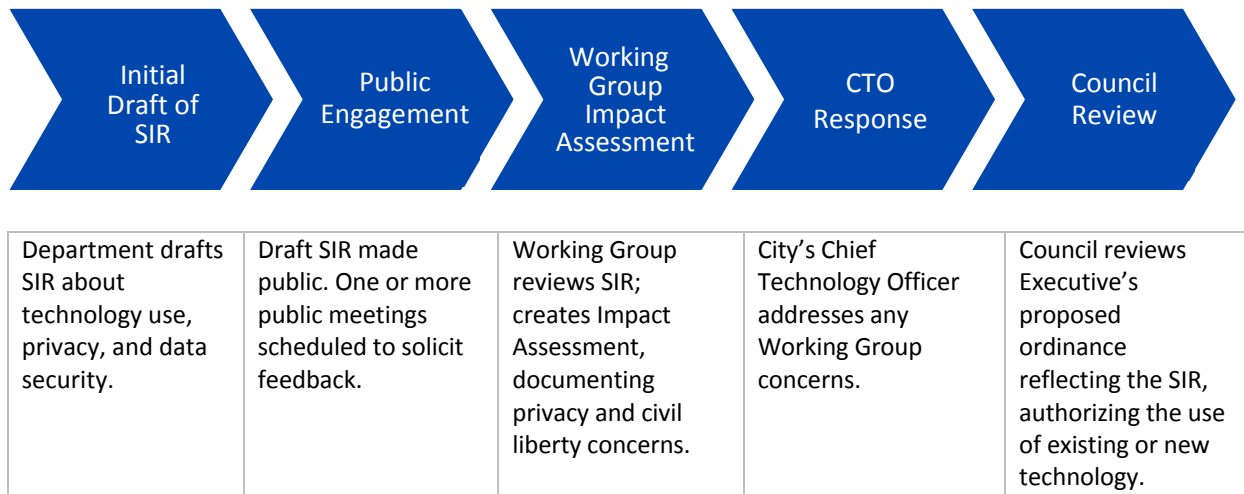 Initial
Draft of
SIR
Public
Engagement
Working
Group
Impact
Assessment
CTO
Response
Council
Review
Department drafts
SIR about
technology use,
privacy, and data
security.
Draft SIR made
public. One or more
public meetings
scheduled to solicit
feedback.
Working Group
reviews SIR;
creates Impact
Assessment,
documenting
privacy and civil
liberty concerns.
City’s Chief
Technology Officer
addresses any
Working Group
concerns.
Council reviews
Executive’s
proposed
ordinance
reflecting the SIR,
authorizing the use
of existing or new
technology.